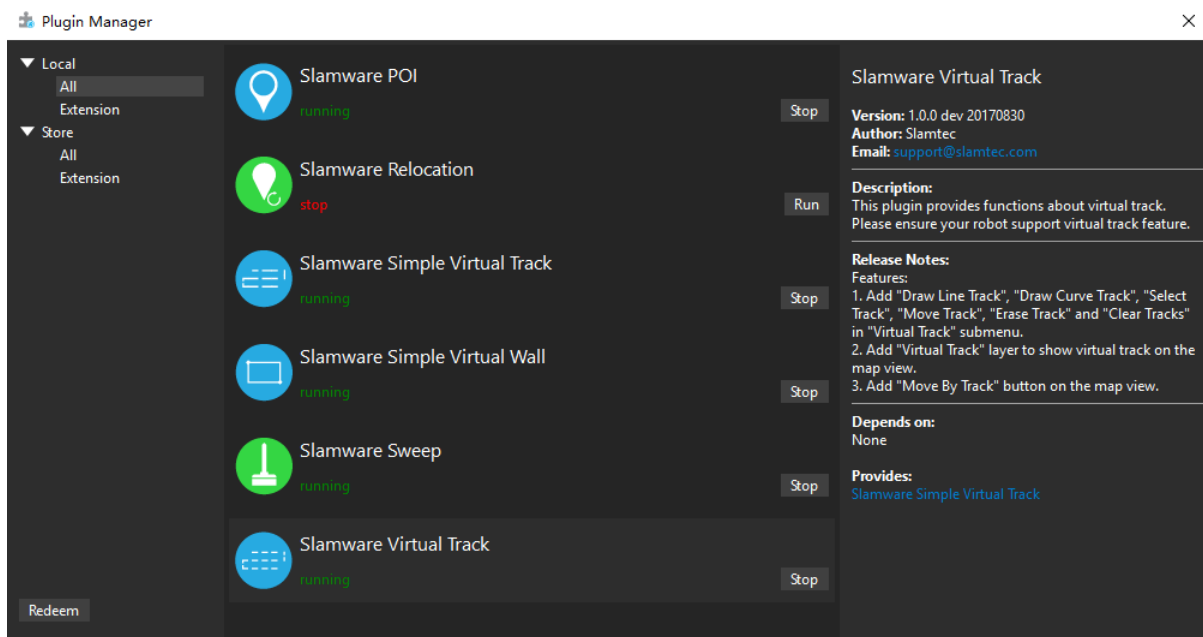 Plugin Manager
Local
All
Extension
Store
All
Extension
Redeem
Slamware POI
running
Stop
Slamware Relocation
stop
Run
Slamware Simple Virtual Track
running
Stop
Slamware Simple Virtual Wall
running
Stop
Slamware Sweep
running
Stop
Slamware Virtual Track
running
Stop
Slamware Virtual Track
Version: 1.0.0 dev 20170830
Author: Slamtec
Email: support@slamtec.com
Description:
This plugin provides functions about virtual track.
Please ensure your robot support virtual track feature.
Release Notes:
Features:
1. Add "Draw Line Track", "Draw Curve Track", "Select
Track", "Move Track", "Erase Track" and "Clear Tracks"
in "Virtual Track" submenu.
2. Add "Virtual Track" layer to show virtual track on the
map view.
3. Add "Move By Track" button on the map view.
Depends on:
None
Provides:
Slamware Simple Virtual Track